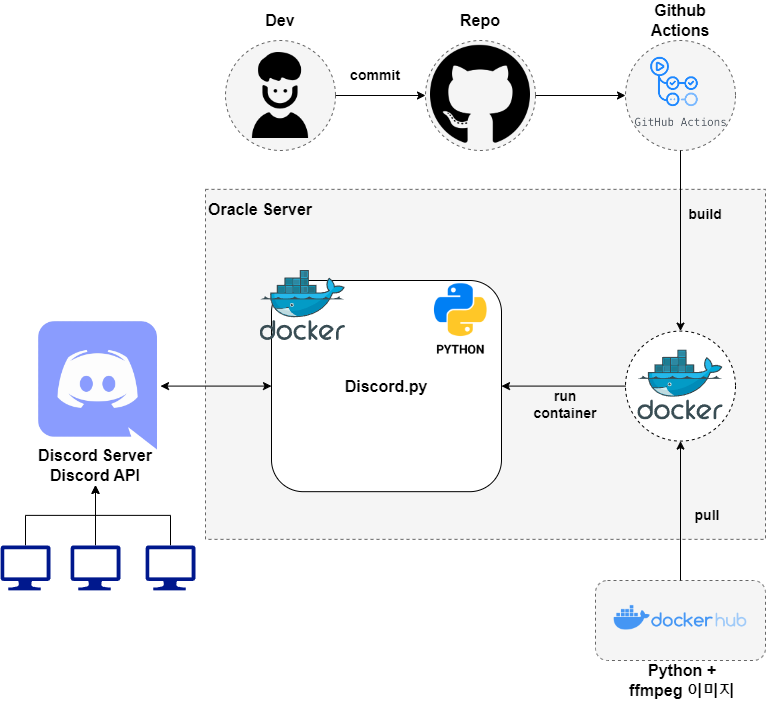 Dev
Repo
Github
Actions
commit
GitHub Actions
Oracle Server
build
docker
PYTHON
Discord.py
run
container
docker
Discord Server
Discord API
pull
dockerhub
Python +
ffmpeg 이미지